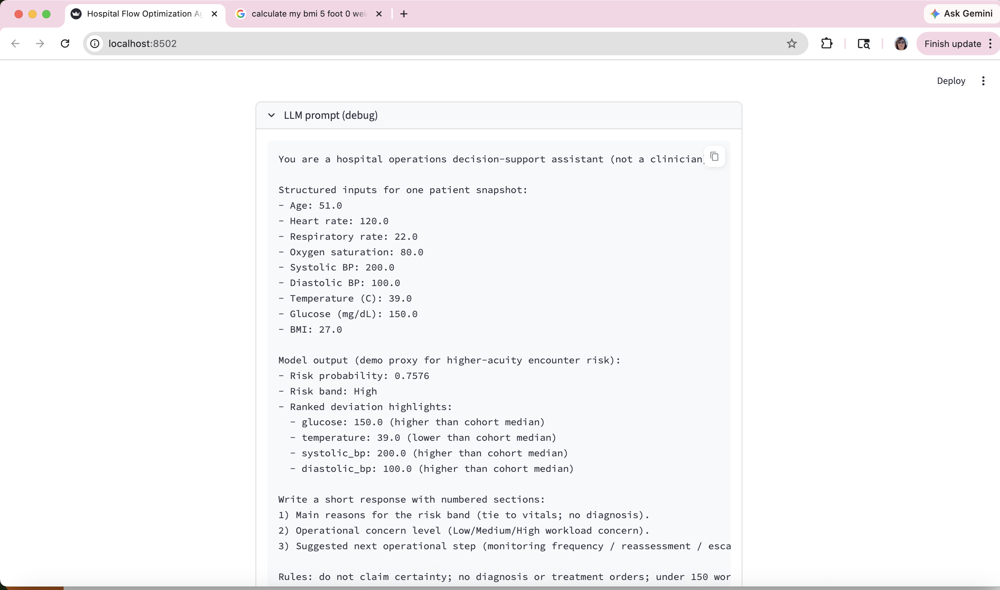 Hospital Flow Optimization Ag
calculate my bmi 5 foot 0 wei
Ask Gemini
localhost:8502
Finish update
Deploy
LLM prompt (debug)
You are a hospital operations decision-support assistant (not a clinician)
Structured inputs for one patient snapshot:
- Age: 51.0
- Heart rate: 120.0
- Respiratory rate: 22.0
- Oxygen saturation: 80.0
- Systolic BP: 200.0
- Diastolic BP: 100.0
- Temperature (C): 39.0
- Glucose (mg/dL): 150.0
- BMI: 27.0
Model output (demo proxy for higher-acuity encounter risk):
- Risk probability: 0.7576
- Risk band: High
- Ranked deviation highlights:
- glucose: 150.0 (higher than cohort median)
- temperature: 39.0 (lower than cohort median)
- systolic_bp: 200.0 (higher than cohort median)
- diastolic_bp: 100.0 (higher than cohort median)
Write a short response with numbered sections:
1) Main reasons for the risk band (tie to vitals; no diagnosis).
2) Operational concern level (Low/Medium/High workload concern).
3) Suggested next operational step (monitoring frequency / reassessment / esca
Rules: do not claim certainty; no diagnosis or treatment orders; under 150 wor